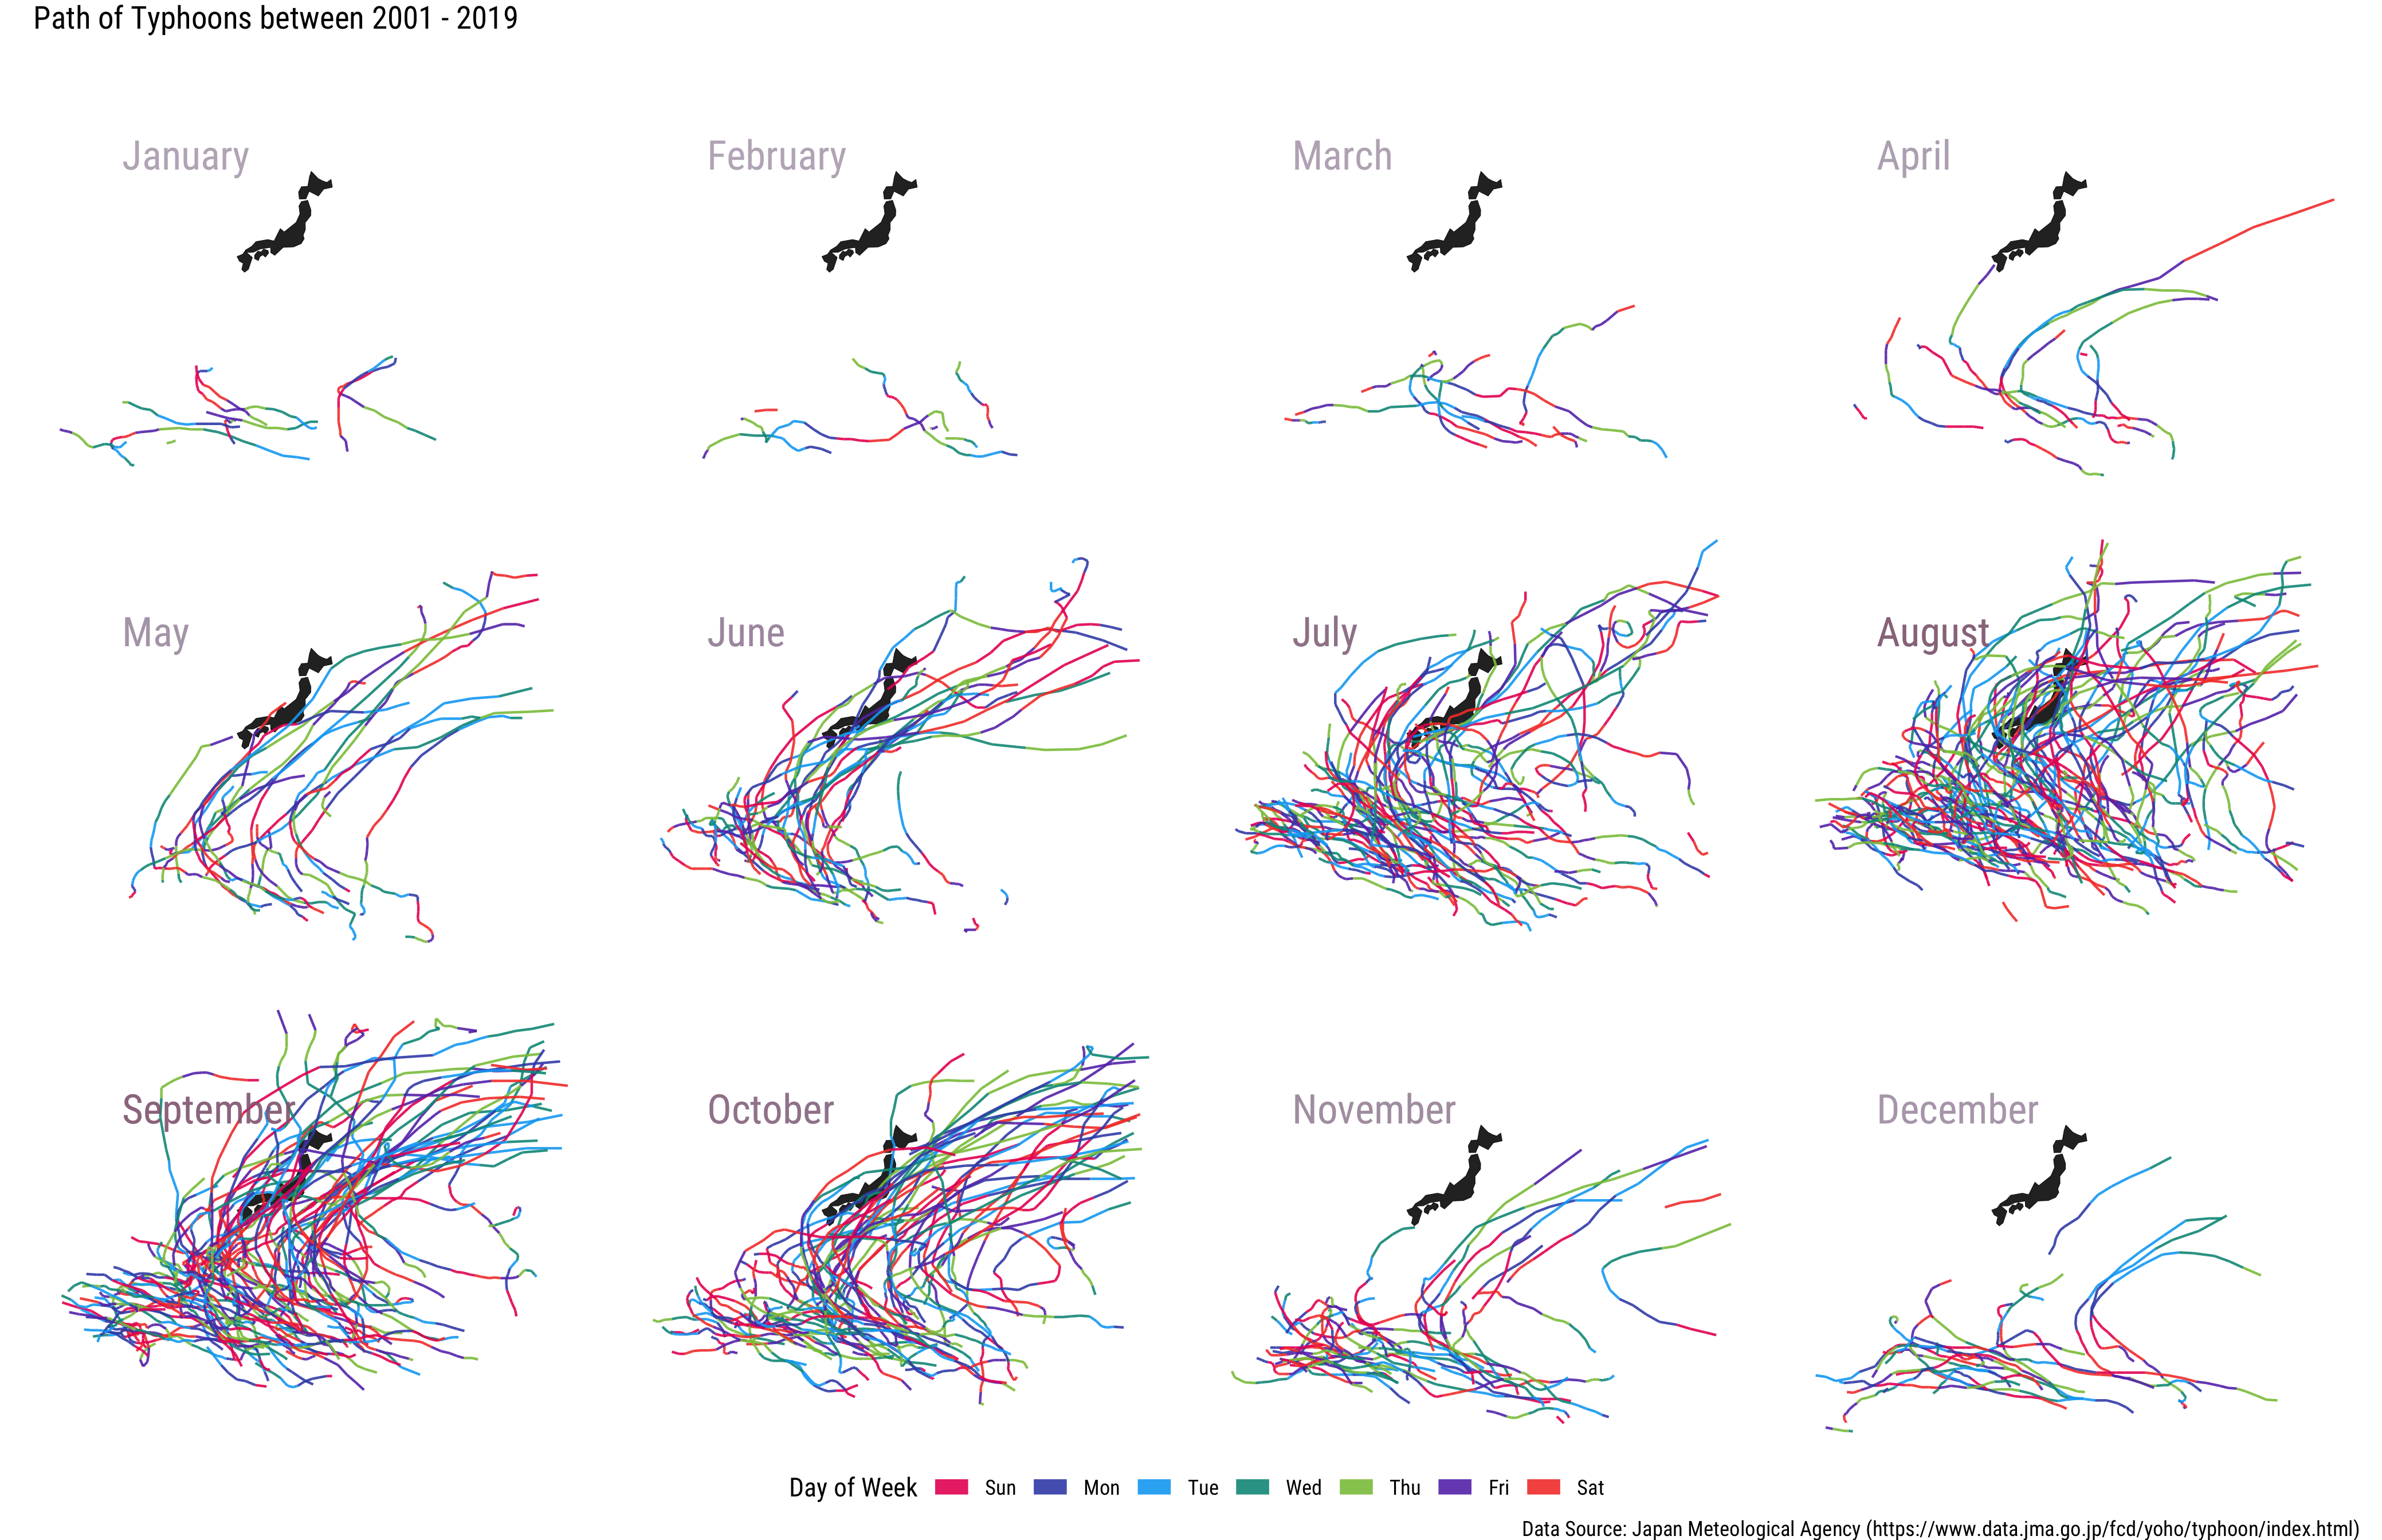 Path of Typhoons between 2001 - 2019
January
February
March
April
May
June
July
August
September
October
November
December
Day of Week Sun Mon Tue Wed Thu Fri Sat
Data Source: Japan Meteological Agency (https://www.data.jma.go.jp/fcd/yoho/typhoon/index.html)